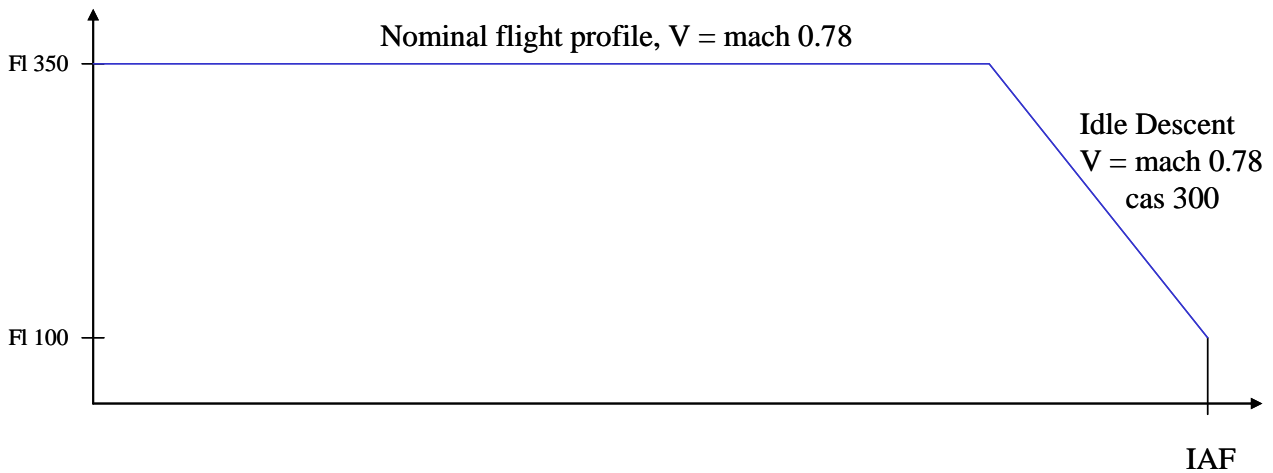 Nominal flight profile, V = mach 0.78
Fl 350
Idle Descent
V = mach 0.78
cas 300
Fl 100
IAF